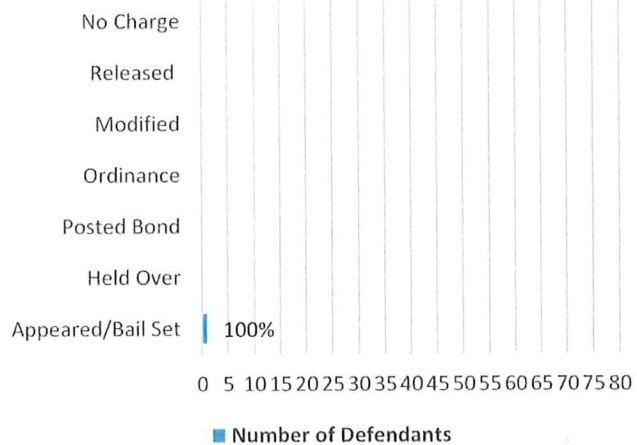 No Charge
Released
Modified
Ordinance
Posted Bond
Held Over
Appeared/Bail Set 100%
0 5 10 15 20 25 30 35 40 45 50 55 60 65 70 75 80
Number of Defendants